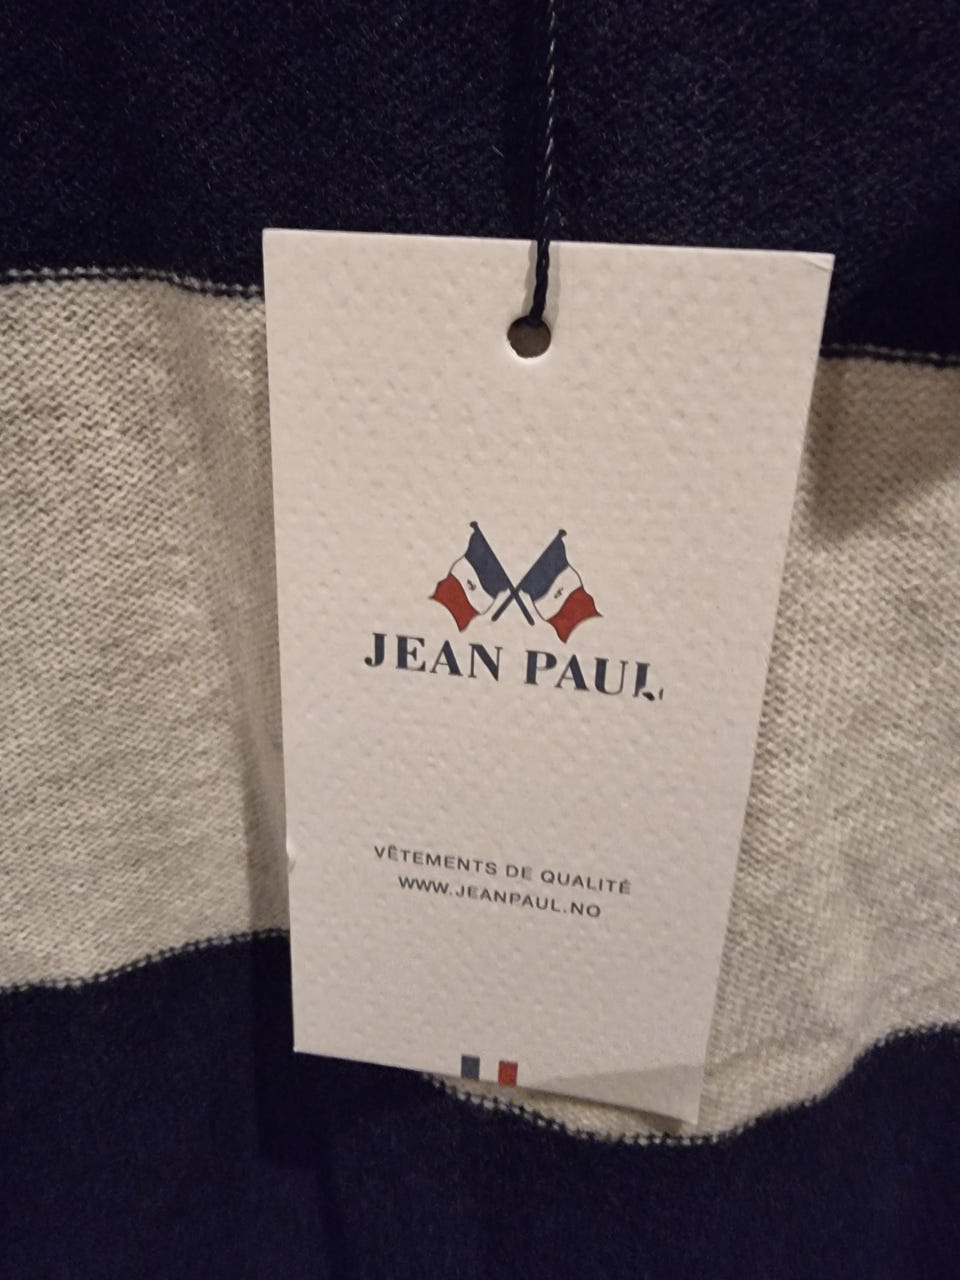 JEAN PAUL
VÊTEMENTS DE QUALITÉ
WWW.JEANPAUL.NO